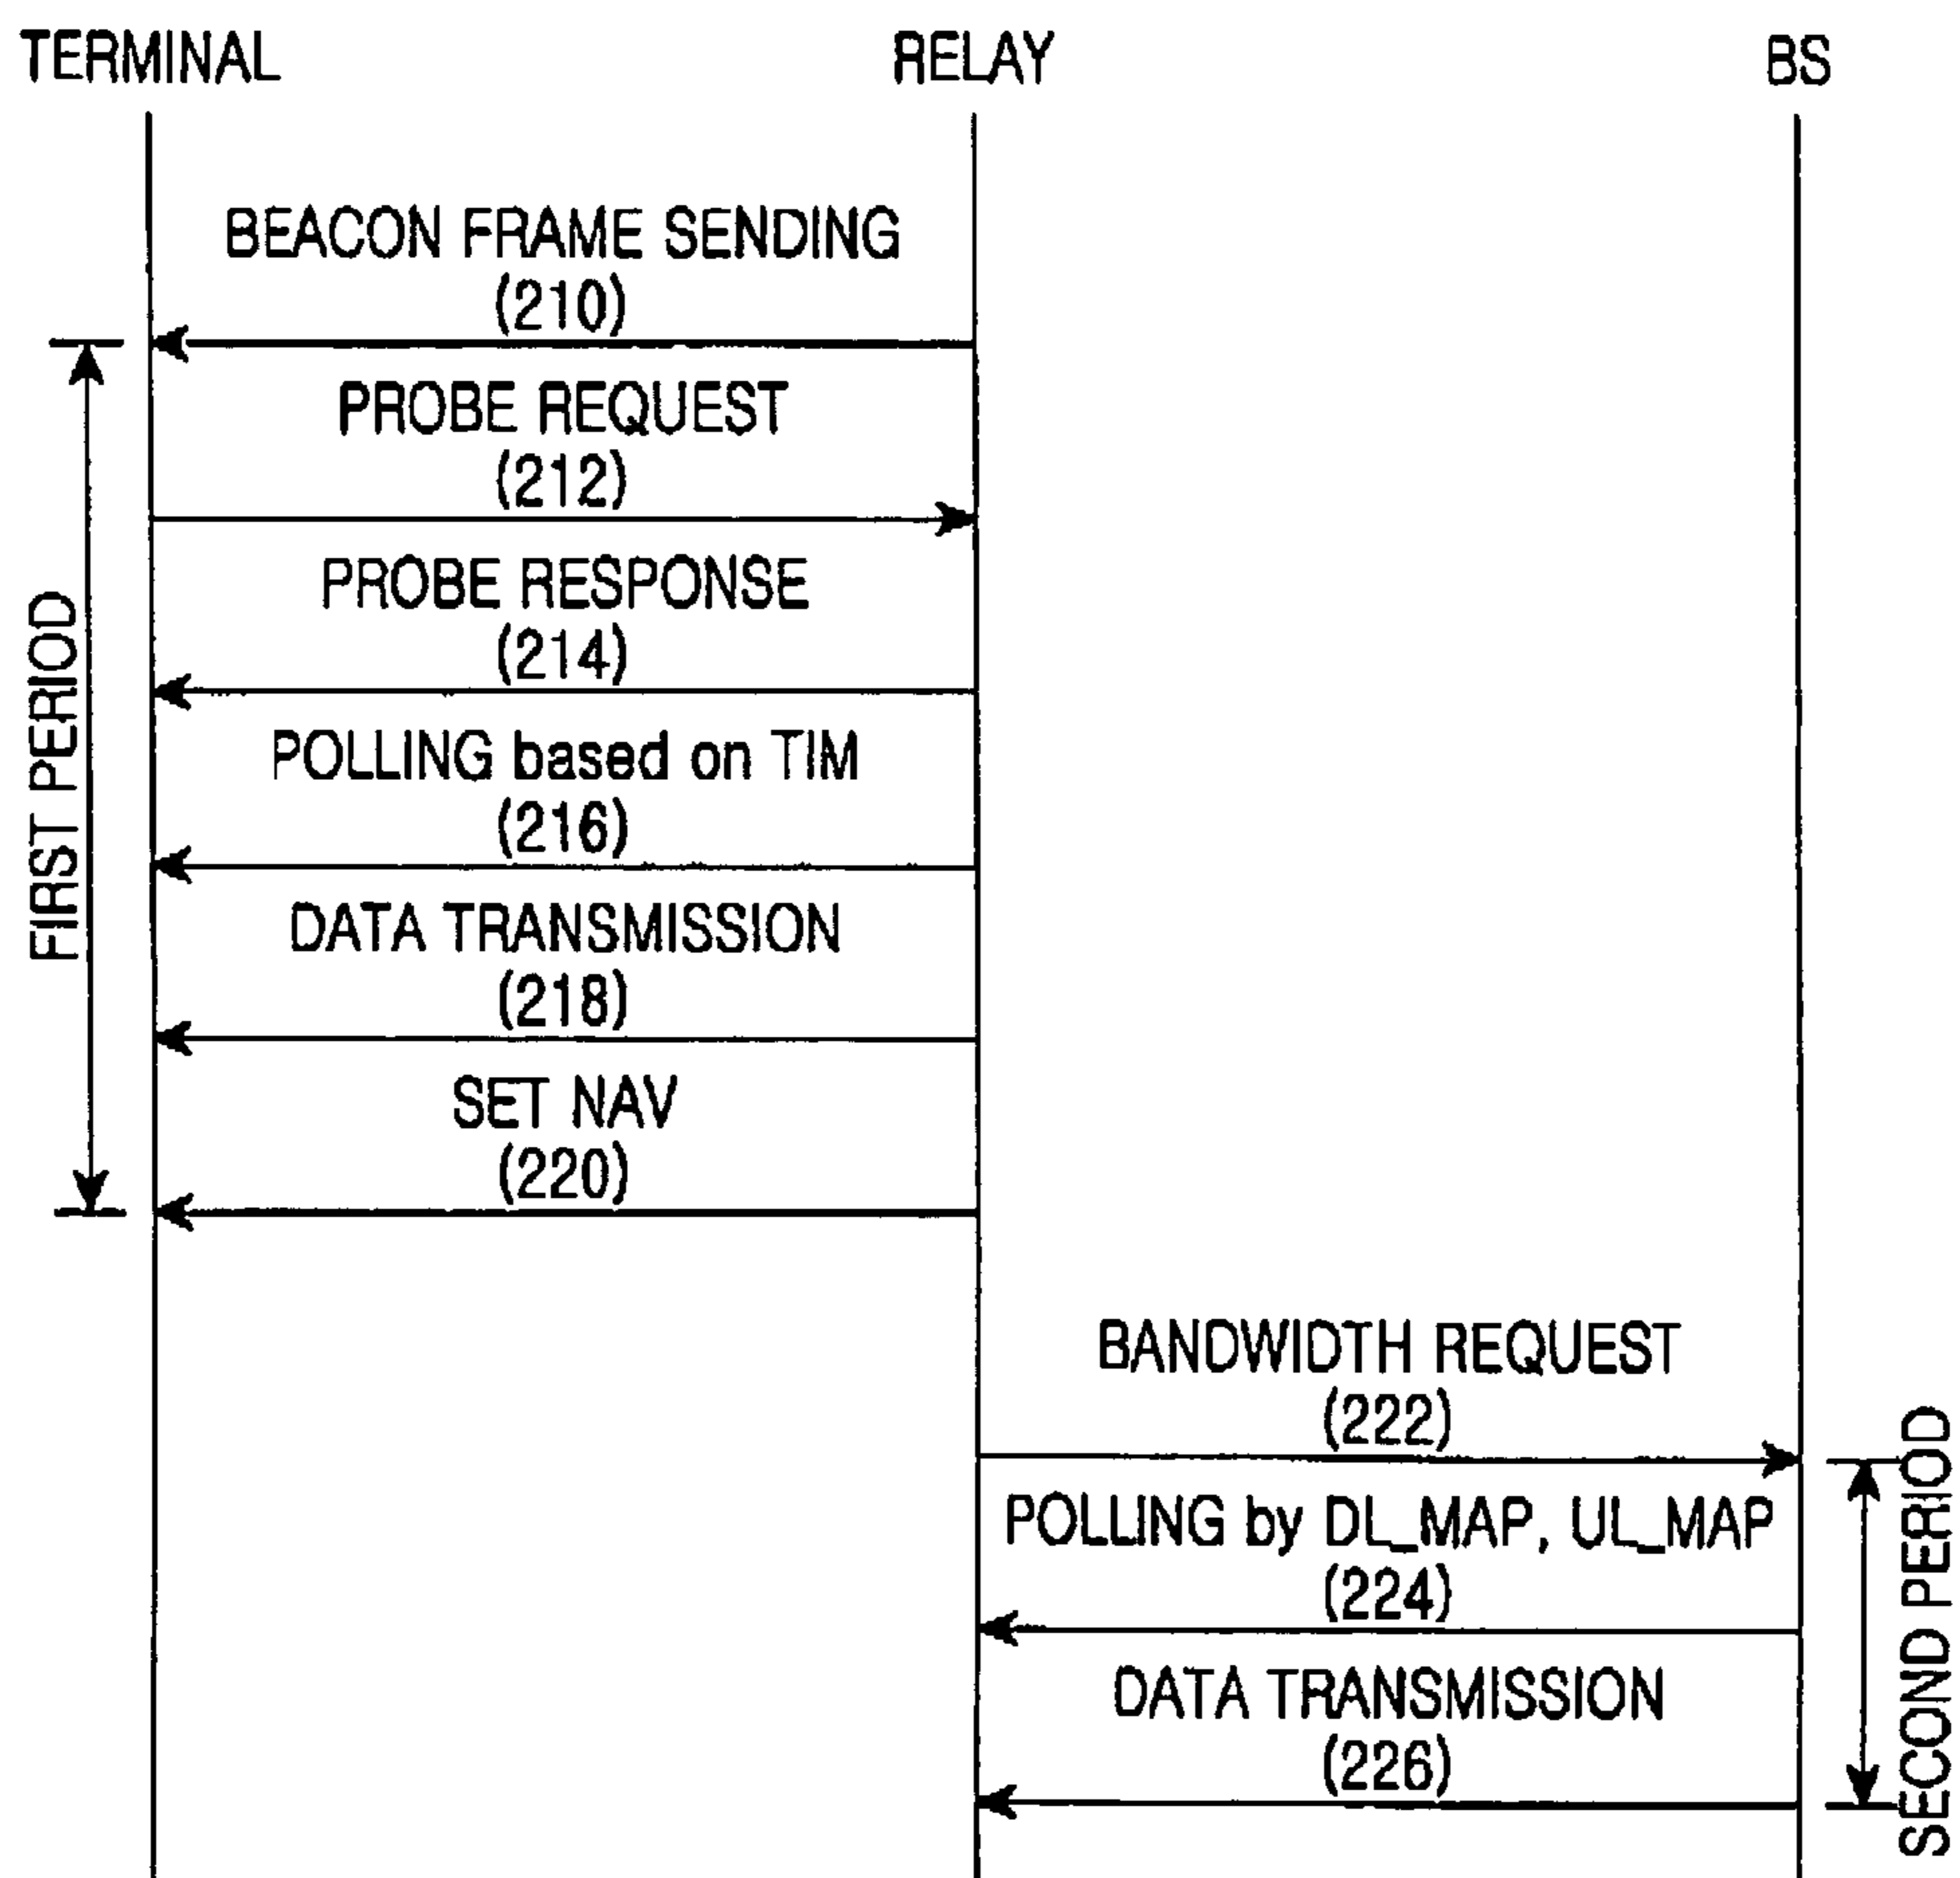 TERMINAL
RELAY
BS
BEACON FRAME SENDING
(210)
PROBE REQUEST
(212)
PROBE RESPONSE
(214)
POLLING based on TIM
(216)
DATA TRANSMISSION
(218)
SET NAV
(220)
FIRST PERIOD
BANDWIDTH REQUEST
(222)
POLLING by DL_MAP, UL_MAP
(224)
DATA TRANSMISSION
(226)
SECOND PERIOD